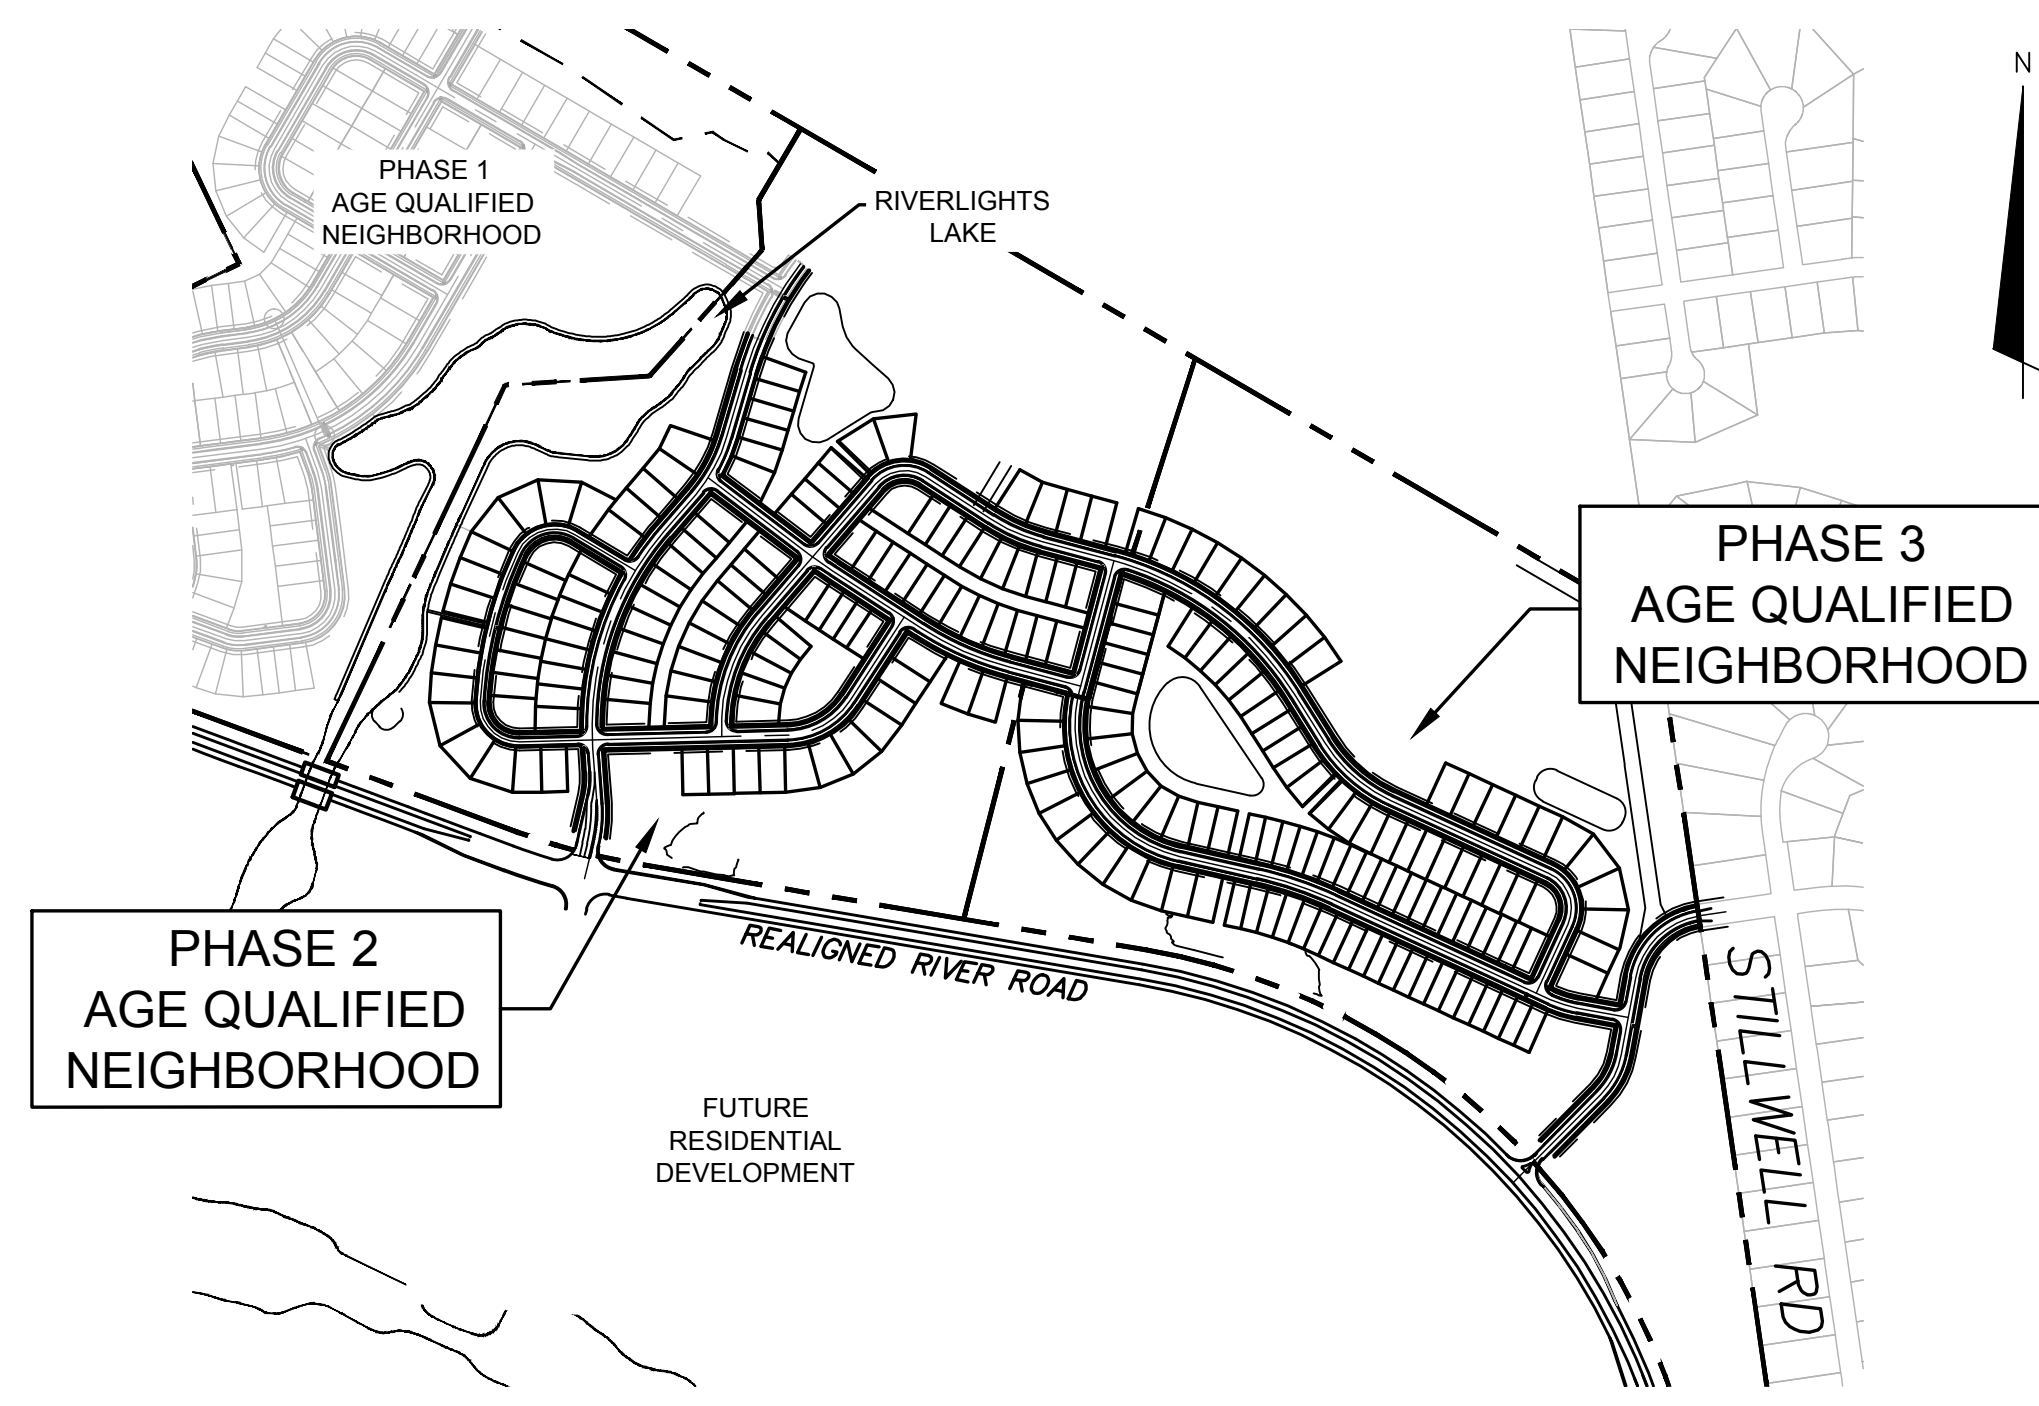 N
PHASE 1
AGE QUALIFIED
NEIGHBORHOOD
RIVERLIGHTS
LAKE
PHASE 3
AGE QUALIFIED
NEIGHBORHOOD
PHASE 2
AGE QUALIFIED
NEIGHBORHOOD
REALIGNED RIVER ROAD
STILLWELL RD
FUTURE
RESIDENTIAL
DEVELOPMENT